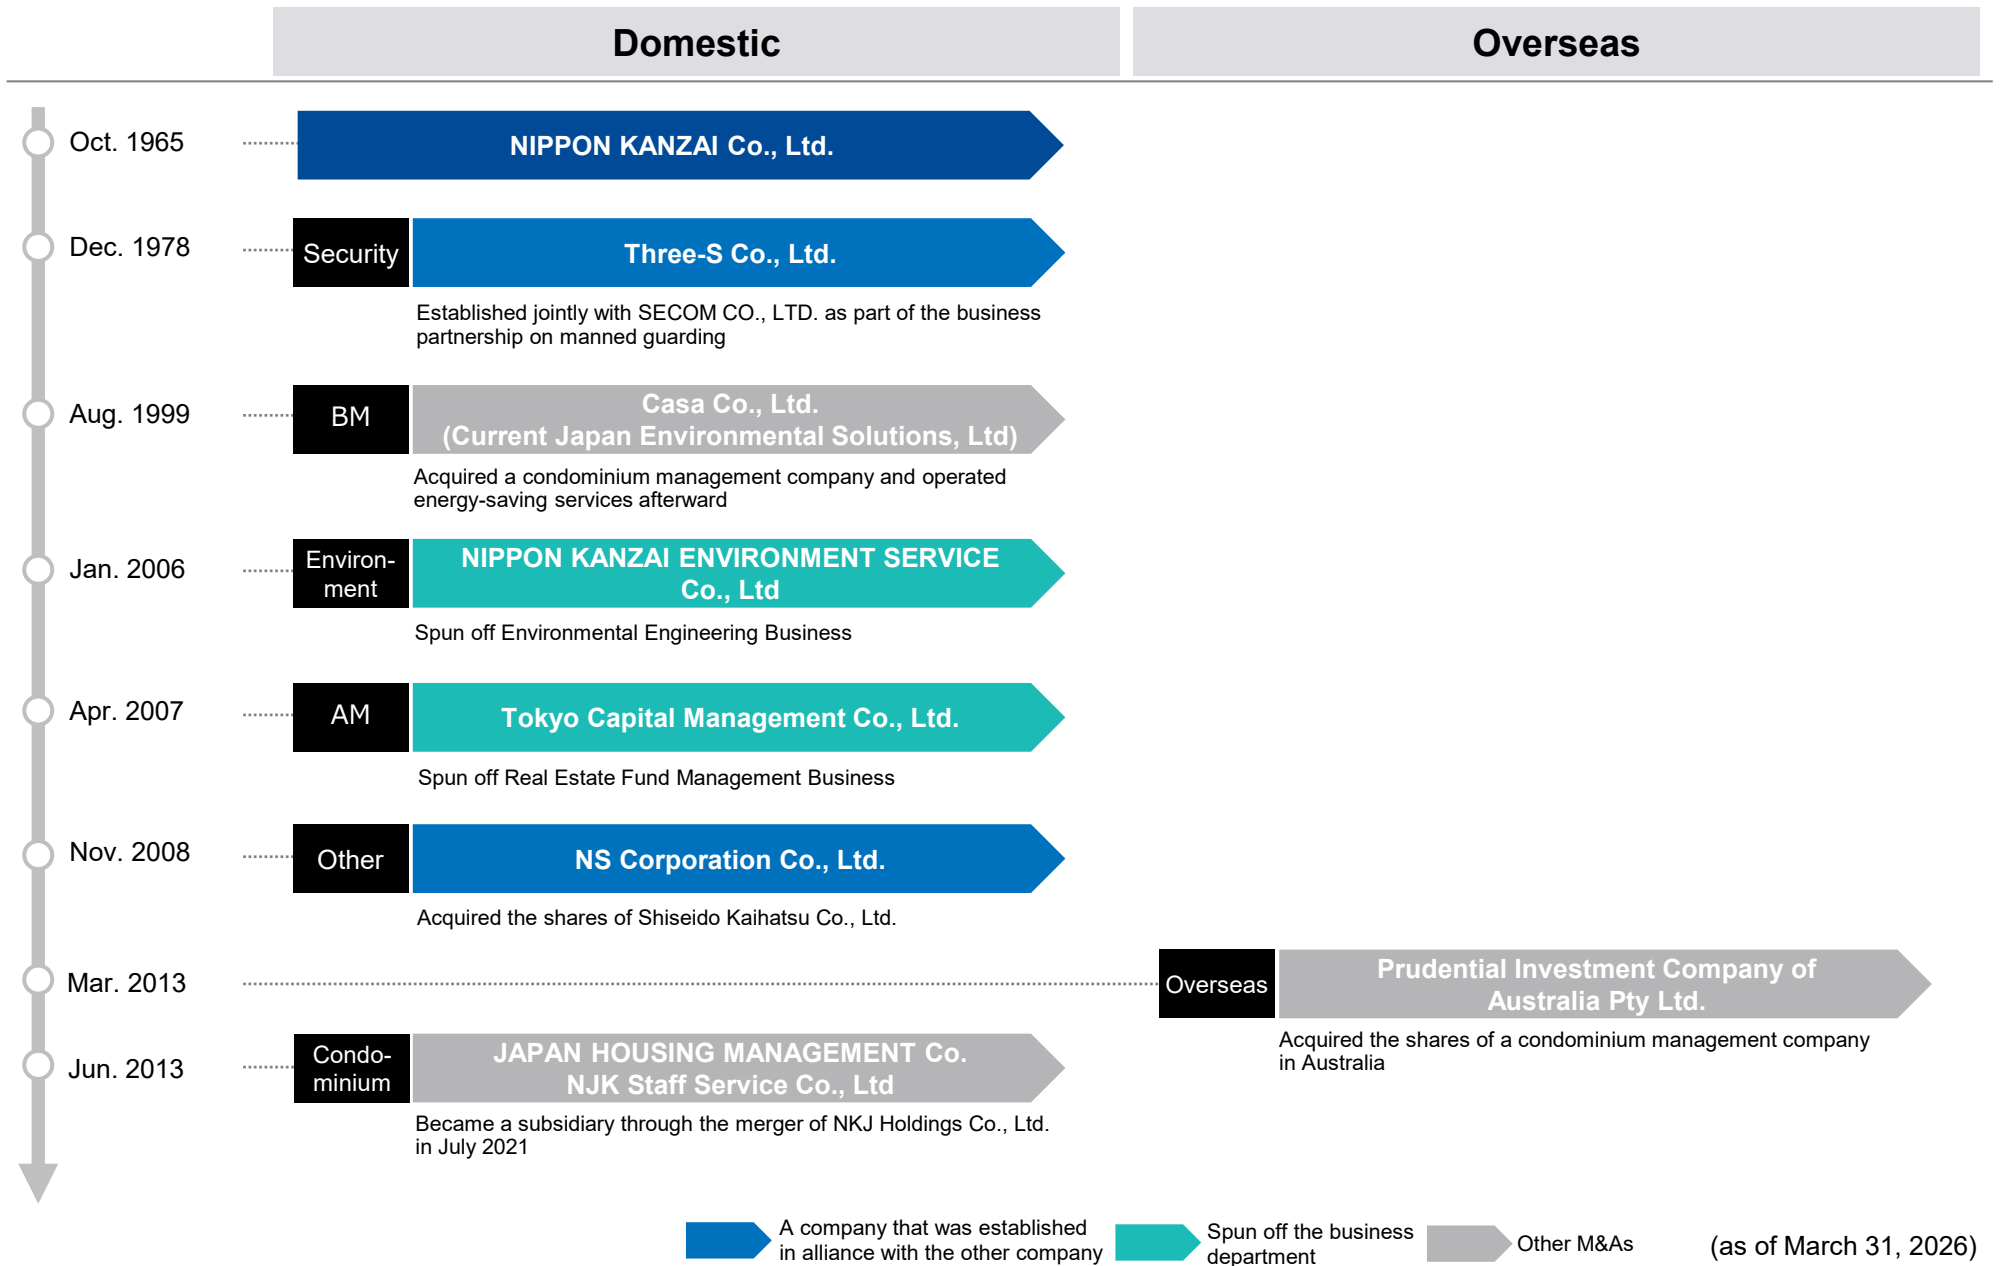 Domestic
Overseas
Oct. 1965
NIPPON KANZAI Co., Ltd.
Dec. 1978
Security
Three-S Co., Ltd.
Established jointly with SECOM CO., LTD. as part of the business
partnership on manned guarding
Aug. 1999
BM
Casa Co., Ltd.
(Current Japan Environmental Solutions, Ltd)
Acquired a condominium management company and operated
energy-saving services afterward
Jan. 2006
Environ-
ment
NIPPON KANZAI ENVIRONMENT SERVICE
Co., Ltd
Spun off Environmental Engineering Business
Apr. 2007
AM
Tokyo Capital Management Co., Ltd.
Spun off Real Estate Fund Management Business
Nov. 2008
Other
NS Corporation Co., Ltd.
Acquired the shares of Shiseido Kaihatsu Co., Ltd.
Mar. 2013
Overseas
Prudential Investment Company of
Australia Pty Ltd.
Acquired the shares of a condominium management company
in Australia
Jun. 2013
Condo-
minium
JAPAN HOUSING MANAGEMENT Co.
NJK Staff Service Co., Ltd
Became a subsidiary through the merger of NKJ Holdings Co., Ltd.
in July 2021
A company that was established
in alliance with the other company
Spun off the business
department
Other M&As
(as of March 31, 2026)